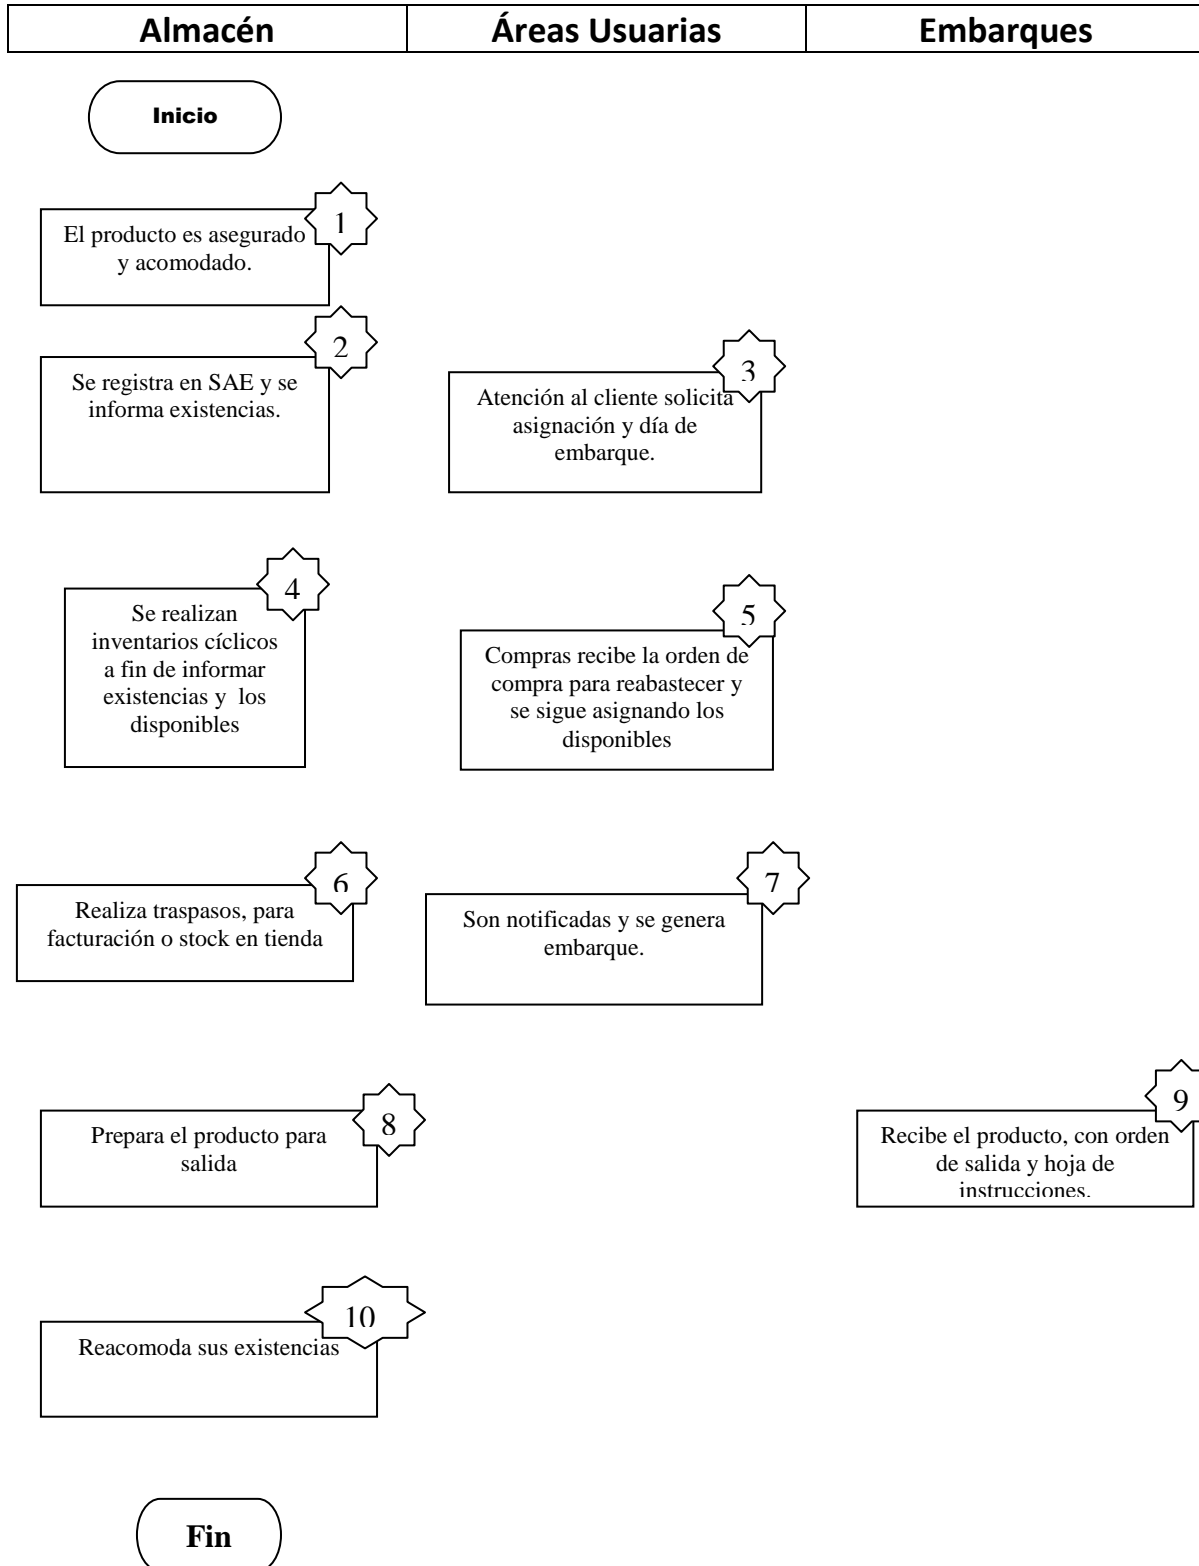 Almacén
Áreas Usuarias
Embarques
Inicio
1
El producto es asegurado
y acomodado.
2
Se registra en SAE y se
informa existencias.
3
Atención al cliente solicita
asignación y día de
embarque.
4
Se realizan
inventarios cíclicos
a fin de informar
existencias y los
disponibles
5
Compras recibe la orden de
compra para reabastecer y
se sigue asignando los
disponibles
6
Realiza traspasos, para
facturación o stock en tienda
7
Son notificadas y se genera
embarque.
8
Prepara el producto para
salida
9
Recibe el producto, con orden
de salida y hoja de
instrucciones.
10
Reacomoda sus existencias
Fin